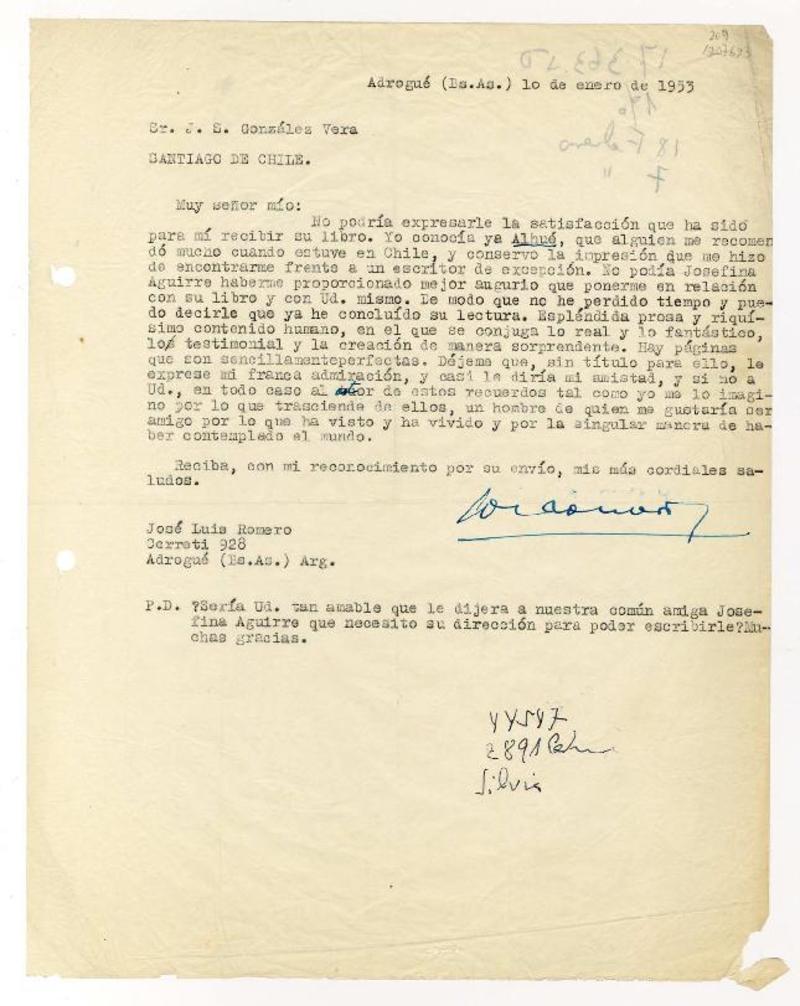 209
1207693
Adrogué (Bs.As.) 10 de enero de 1953
Sr. J. S. González Vera
SANTIAGO DE CHILE.
Muy señor mío:
No podría expresarle la satisfacción que ha sido
para mí recibir su libro. Yo conocía ya Alhué, que alguien me recomen
dó mucho cuando estuve en Chile, y conservo la impresión que me hizo
de encontrarme frente a un escritor de excepción. No podía Josefina
Aguirre haberme proporcionado mejor augurio que ponerme en relación
con su libro y con Ud. mismo. De modo que no he perdido tiempo y pue-
do decirle que ya he concluído su lectura. Espléndida prosa y riquí-
simo contenido humano, en el que se conjuga lo real y lo fantástico,
lo testimonial y la creación de manera sorprendente. Hay páginas
que son sencillamenteperfectas. Déjeme que, sin título para ello, le
exprese mi franca admiración, y casi le diría mi amistad, y si no a
Ud., en todo caso al autor de estos recuerdos tal como yo me lo imagi-
no por lo que trasciende de ellos, un hombre de quien me gustaría ser
amigo por lo que ha visto y ha vivido y por la singular manera de ha-
ber contemplado el mundo.
Reciba, con mi reconocimiento por su envío, mis más cordiales sa-
ludos.
José Luis Romero
Cerreti 928
Adrogué (Bs.As.) Arg.
P.D. ?Sería Ud. tan amable que le dijera a nuestra común amiga Jose-
fina Aguirre que necesito su dirección para poder escribirle?Mu-
chas gracias.
44547
2891
Silvia